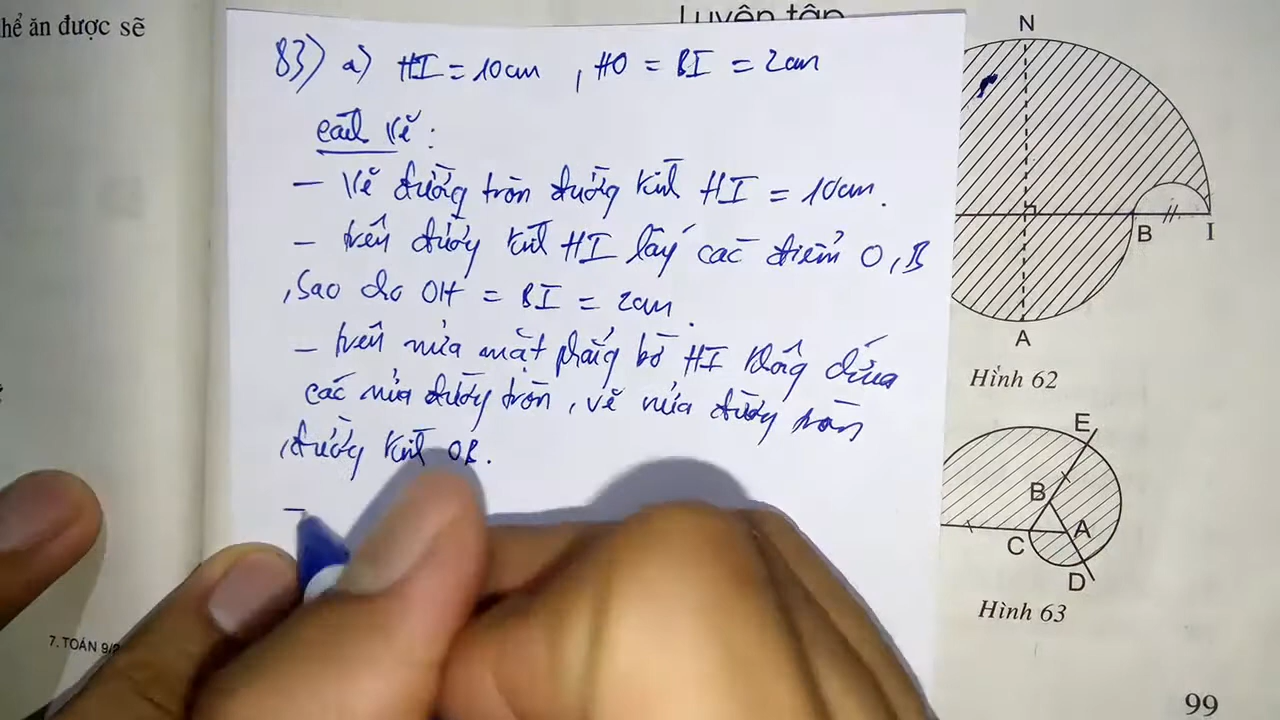 hể ăn được sẽ
Luyện tập
83) a) HI = 10cm , HO = BI = 2cm
cách vẽ :
- Vẽ đường tròn đường kính HI = 10cm.
- trên đường kính HI lấy các điểm O, B
sao cho OH = BI = 2cm.
- trên nửa mặt phẳng bờ HI không chứa
các nửa đường tròn, vẽ nửa đường tròn
đường kính OB.
-
N
B
I
A
Hình 62
E
B
A
C
D
Hình 63
7. TOÁN 9/2
99